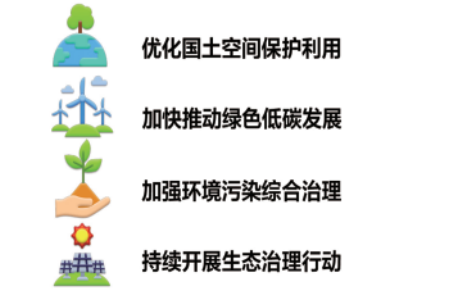 优化国土空间保护利用
加快推动绿色低碳发展
加强环境污染综合治理
持续开展生态治理行动